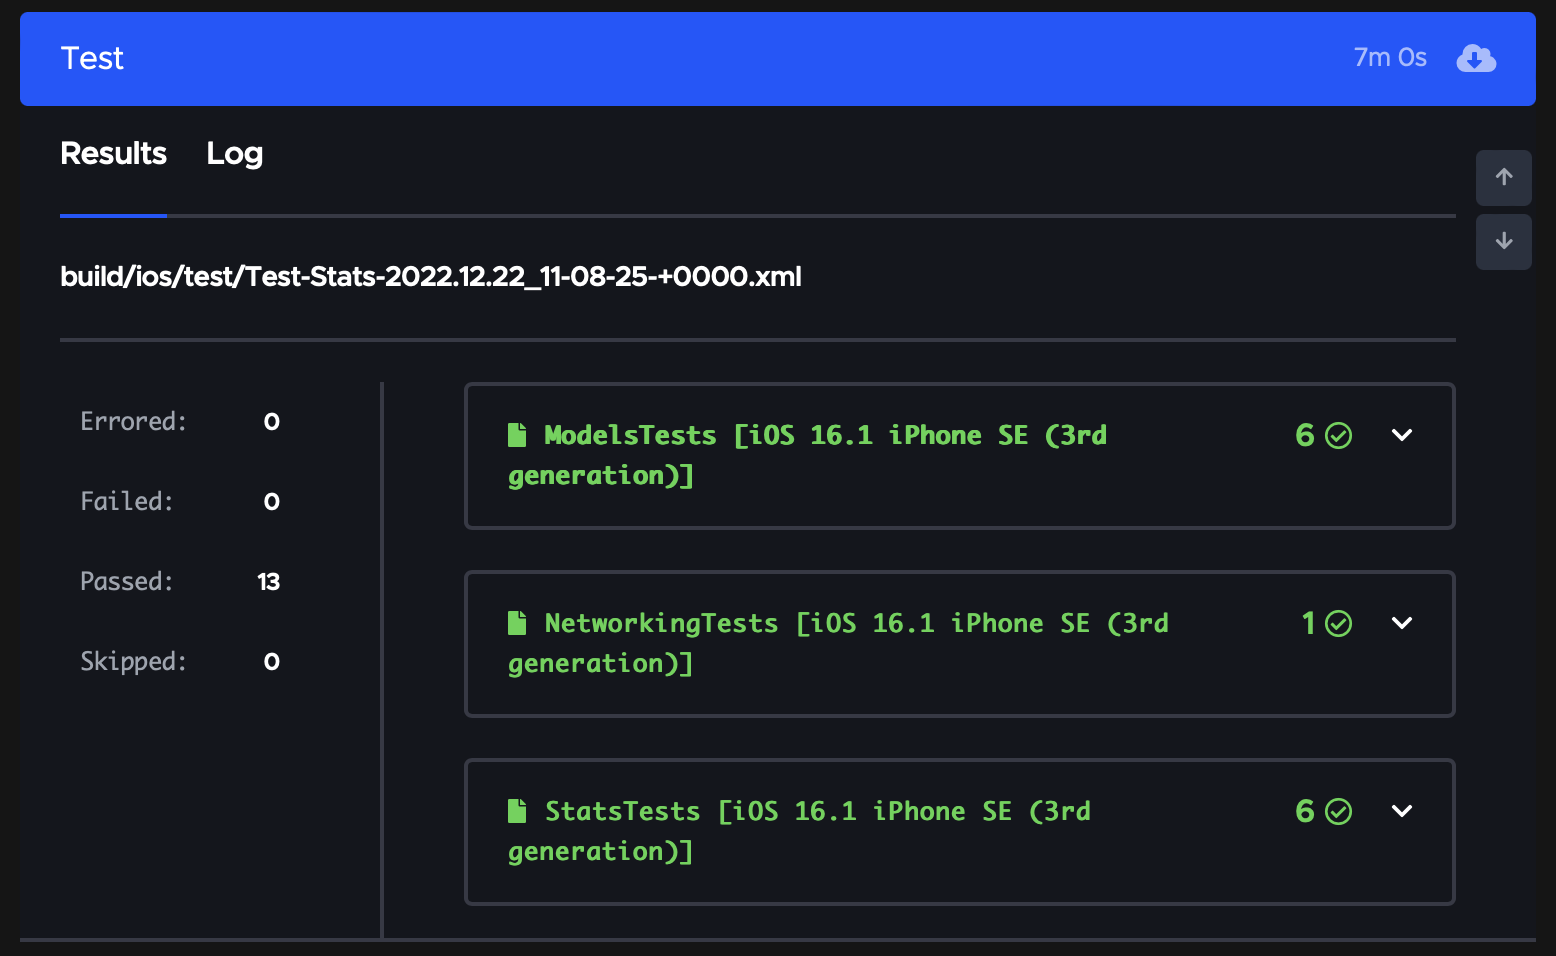 Test
7m 0s
Results
Log
build/ios/test/Test-Stats-2022.12.22_11-08-25-+0000.xml
Errored: 0
Failed: 0
Passed: 13
Skipped: 0
ModelsTests [iOS 16.1 iPhone SE (3rd
generation)]
6
NetworkingTests [iOS 16.1 iPhone SE (3rd
generation)]
1
StatsTests [iOS 16.1 iPhone SE (3rd
generation)]
6